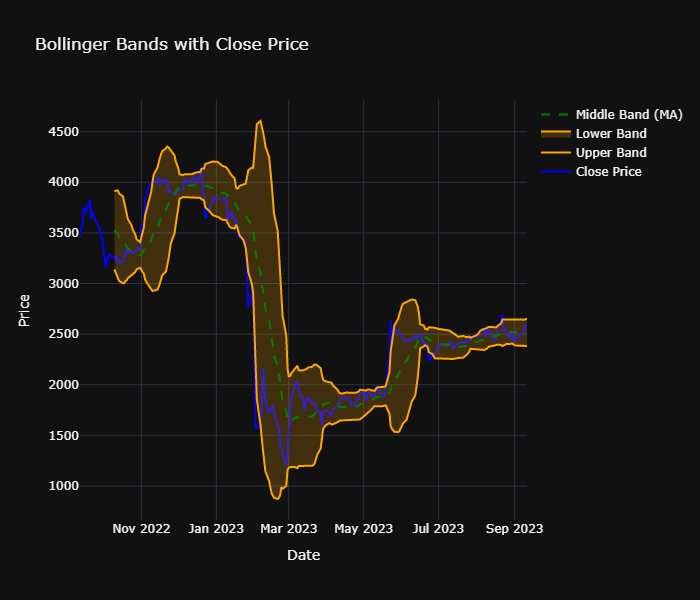 Bollinger Bands with Close Price
Middle Band (MA)
Lower Band
Upper Band
Close Price
4500
4000
3500
3000
2500
2000
1500
1000
Price
Nov 2022 Jan 2023 Mar 2023 May 2023 Jul 2023 Sep 2023
Date